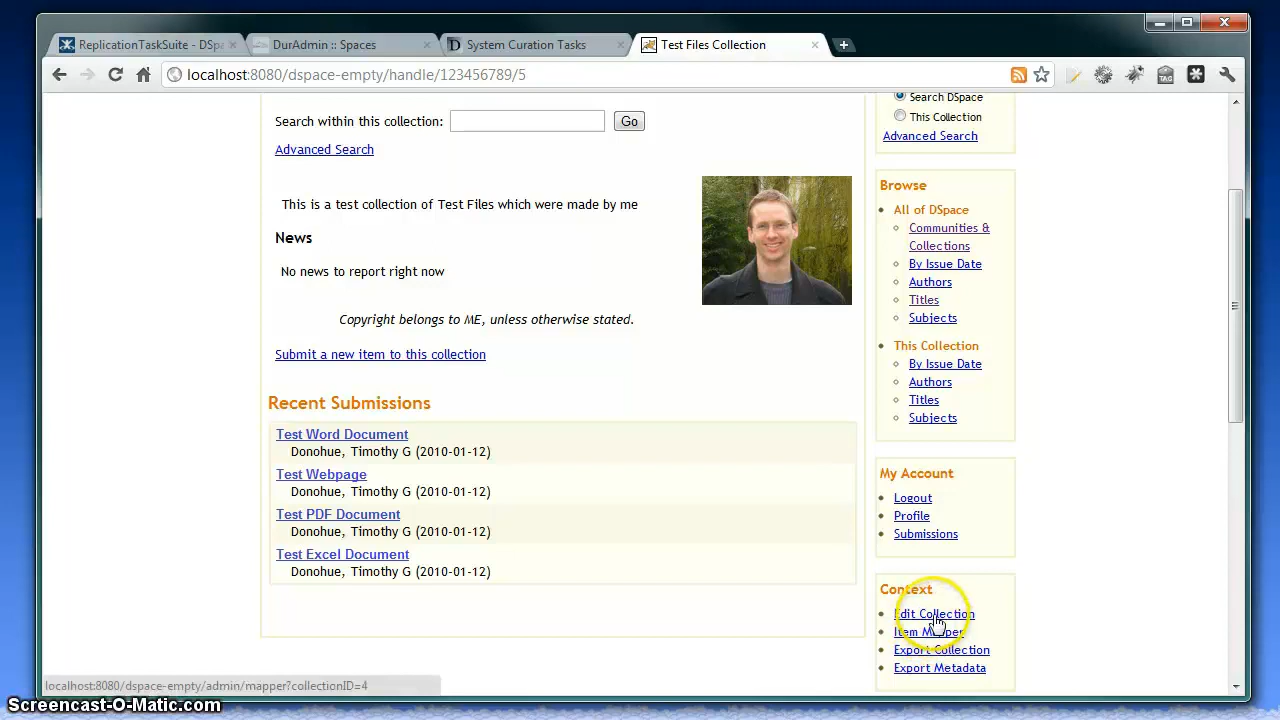 ReplicationTaskSuite - DSpa
DurAdmin :: Spaces
System Curation Tasks
Test Files Collection
localhost:8080/dspace-empty/handle/123456789/5
Search within this collection:
Go
Advanced Search
This is a test collection of Test Files which were made by me
News
No news to report right now
Copyright belongs to ME, unless otherwise stated.
Submit a new item to this collection
Recent Submissions
Test Word Document
Donohue, Timothy G (2010-01-12)
Test Webpage
Donohue, Timothy G (2010-01-12)
Test PDF Document
Donohue, Timothy G (2010-01-12)
Test Excel Document
Donohue, Timothy G (2010-01-12)
Search DSpace
This Collection
Advanced Search
Browse
All of DSpace
Communities &
Collections
By Issue Date
Authors
Titles
Subjects
This Collection
By Issue Date
Authors
Titles
Subjects
My Account
Logout
Profile
Submissions
Context
Edit Collection
Item Mapper
Export Collection
Export Metadata
localhost:8080/dspace-empty/admin/mapper?collectionID=4
Screencast-O-Matic.com